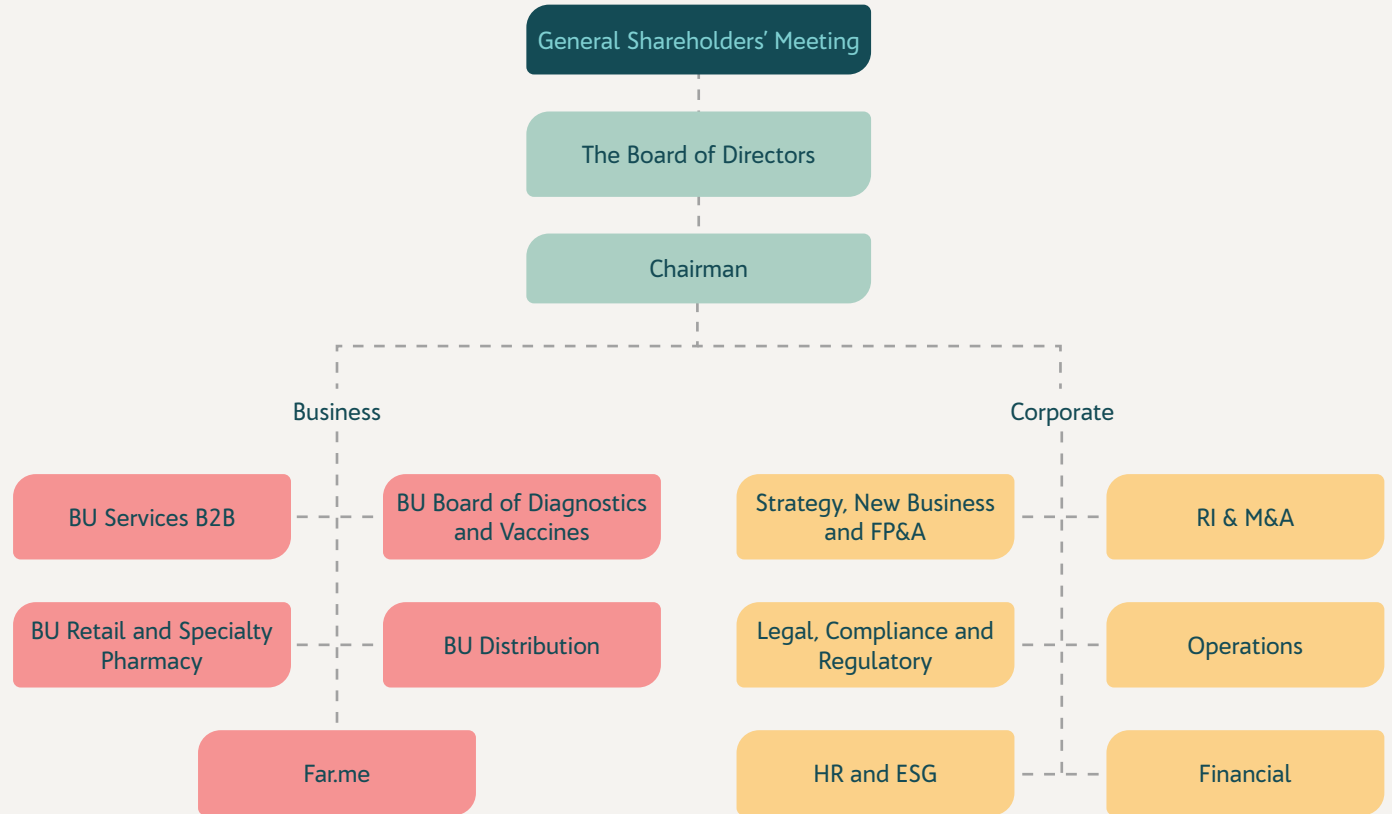 General Shareholders’ Meeting
The Board of Directors
Chairman
Business
Corporate
BU Services B2B
BU Board of Diagnostics
and Vaccines
Strategy, New Business
and FP&A
RI & M&A
BU Retail and Specialty
Pharmacy
BU Distribution
Legal, Compliance and
Regulatory
Operations
Far.me
HR and ESG
Financial